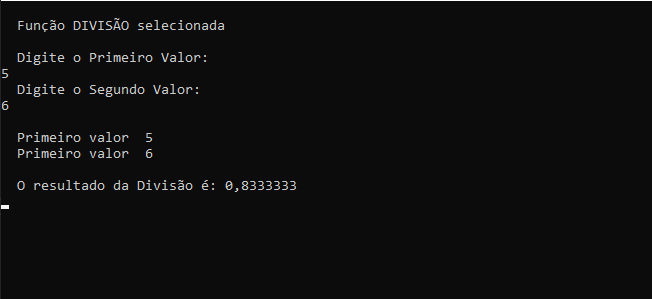 Função DIVISÃO selecionada
Digite o Primeiro Valor:
5
Digite o Segundo Valor:
6
Primeiro valor  5
Primeiro valor  6
O resultado da Divisão é: 0,8333333